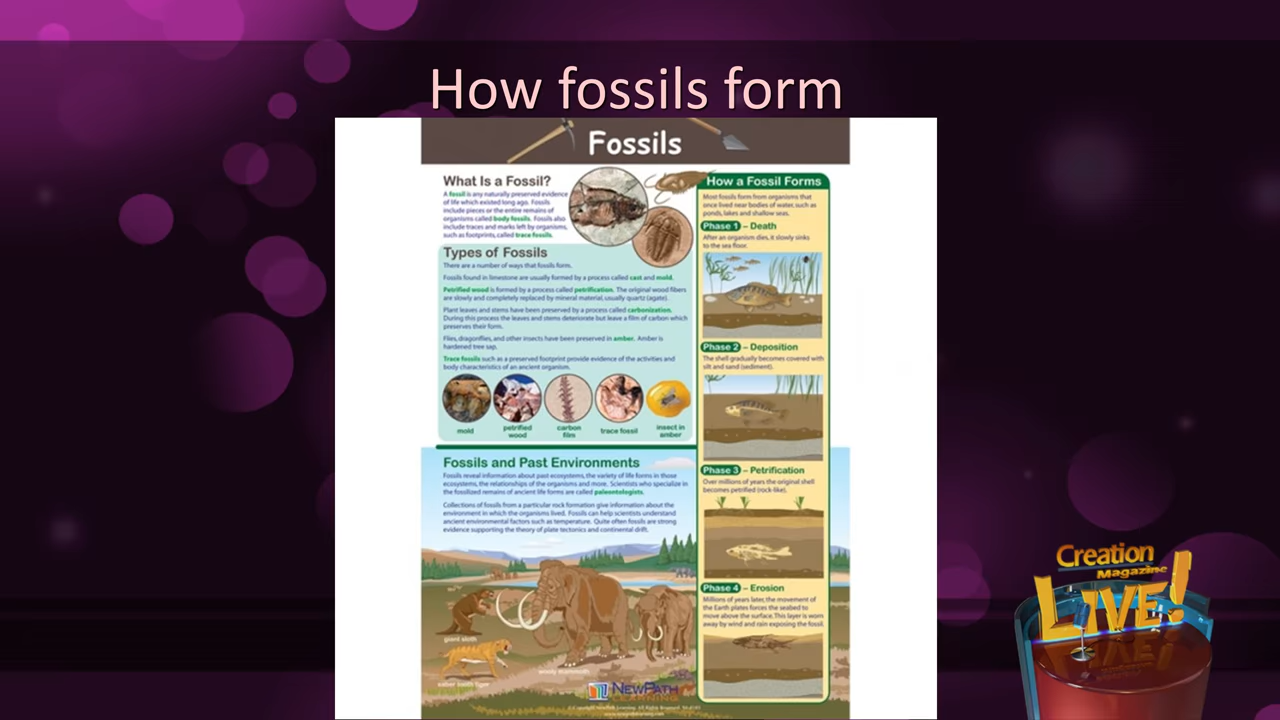 How fossils form
Fossils
What Is a Fossil?
A fossil is any naturally preserved evidence
of life which existed long ago. Fossils
include pieces or the entire remains of
organisms called body fossils. Fossils also
include traces and marks left by organisms,
such as footprints, called trace fossils.
Types of Fossils
There are a number of ways that fossils form.
Fossils found in limestone are usually formed by a process called cast and mold.
Petrified wood is formed by a process called petrification. The original wood fibers
are slowly and completely replaced by mineral material, usually quartz (agate).
Plant leaves and stems have been preserved by a process called carbonization.
During this process the leaves and stems deteriorate but leave a film of carbon which
preserves their form.
Flies, dragonflies, and other insects have been preserved in amber. Amber is
hardened tree sap.
Trace fossils such as a preserved footprint provide evidence of the activities and
body characteristics of an ancient organism.
mold
petrified
wood
carbon
film
trace fossil
insect in
amber
Fossils and Past Environments
Fossils reveal information about past ecosystems, the variety of life forms in those
ecosystems, the relationships of the organisms and more. Scientists who specialize in
the fossilized remains of ancient life forms are called paleontologists.
Collections of fossils from a particular rock formation give information about the
environment in which the organisms lived. Fossils can help scientists understand
ancient environmental factors such as temperature. Quite often fossils are strong
evidence supporting the theory of plate tectonics and continental drift.
giant sloth
saber tooth tiger
woolly mammoth
NewPath
Learning
How a Fossil Forms
Most fossils form from organisms that
once lived near bodies of water, such as
ponds, lakes and shallow seas.
Phase 1 – Death
After an organism dies, it slowly sinks
to the sea floor.
Phase 2 – Deposition
The shell gradually becomes covered with
silt and sand (sediment).
Phase 3 – Petrification
Over millions of years the original shell
becomes petrified (rock-like).
Phase 4 – Erosion
Millions of years later, the movement of
the Earth plates forces the seabed to
move above the surface. This layer is worn
away by wind and rain exposing the fossil.
Creation
Magazine
LIVE!